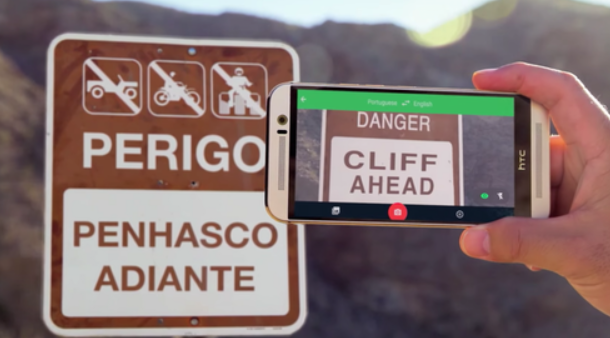 PERIGO
PENHASCO
ADIANTE
Portuguese English
DANGER
CLIFF
AHEAD
hTC